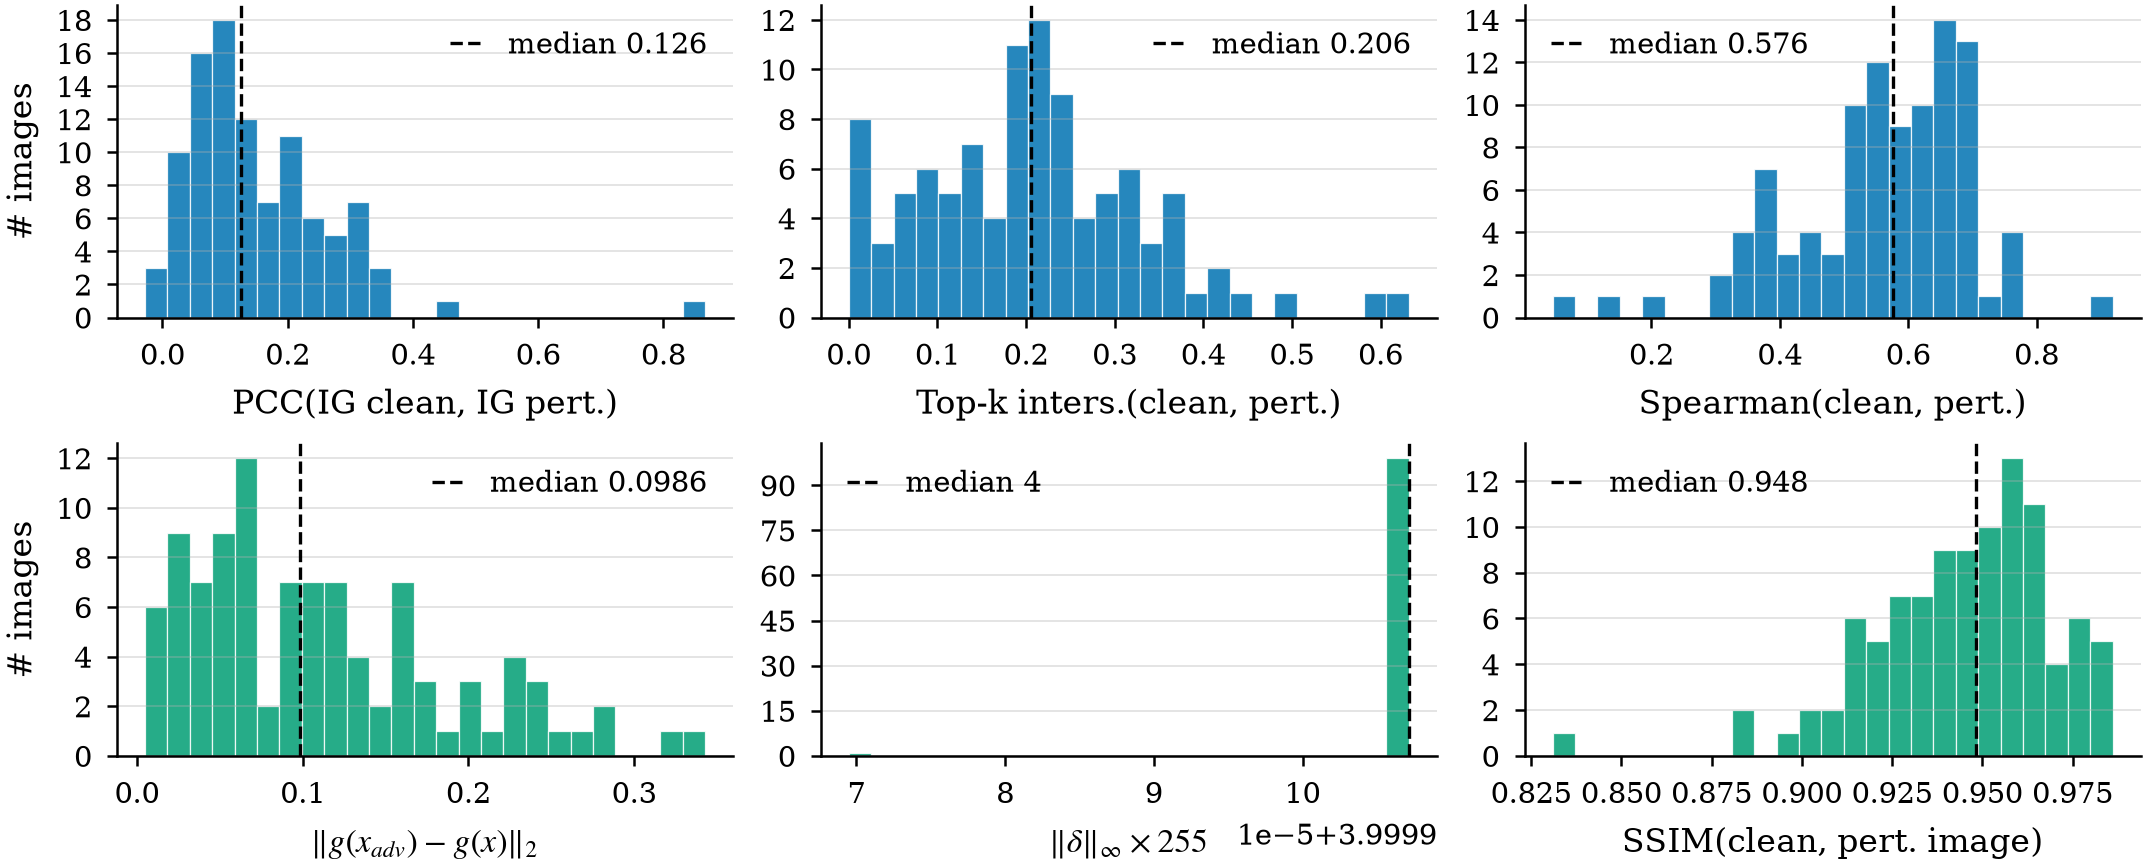 # images
18
16
14
12
10
8
6
4
2
0
median 0.126
0.0 0.2 0.4 0.6 0.8
PCC(IG clean, IG pert.)
12
10
8
6
4
2
0
median 0.206
0.0 0.1 0.2 0.3 0.4 0.5 0.6
Top-k inters.(clean, pert.)
14
12
10
8
6
4
2
0
median 0.576
0.2 0.4 0.6 0.8
Spearman(clean, pert.)
# images
12
10
8
6
4
2
0
median 0.0986
0.0 0.1 0.2 0.3
‖g(x_adv) − g(x)‖₂
90
75
60
45
30
15
0
median 4
7 8 9 10
1e−5+3.9999
‖δ‖∞ × 255
12
10
8
6
4
2
0
median 0.948
0.825 0.850 0.875 0.900 0.925 0.950 0.975
SSIM(clean, pert. image)